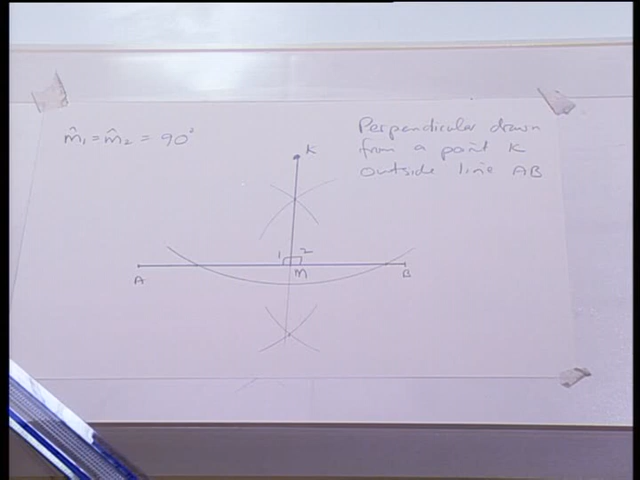 m̂₁ = m̂₂ = 90°
Perpendicular drawn
from a point K
outside line AB
K
1 2
A
M
B